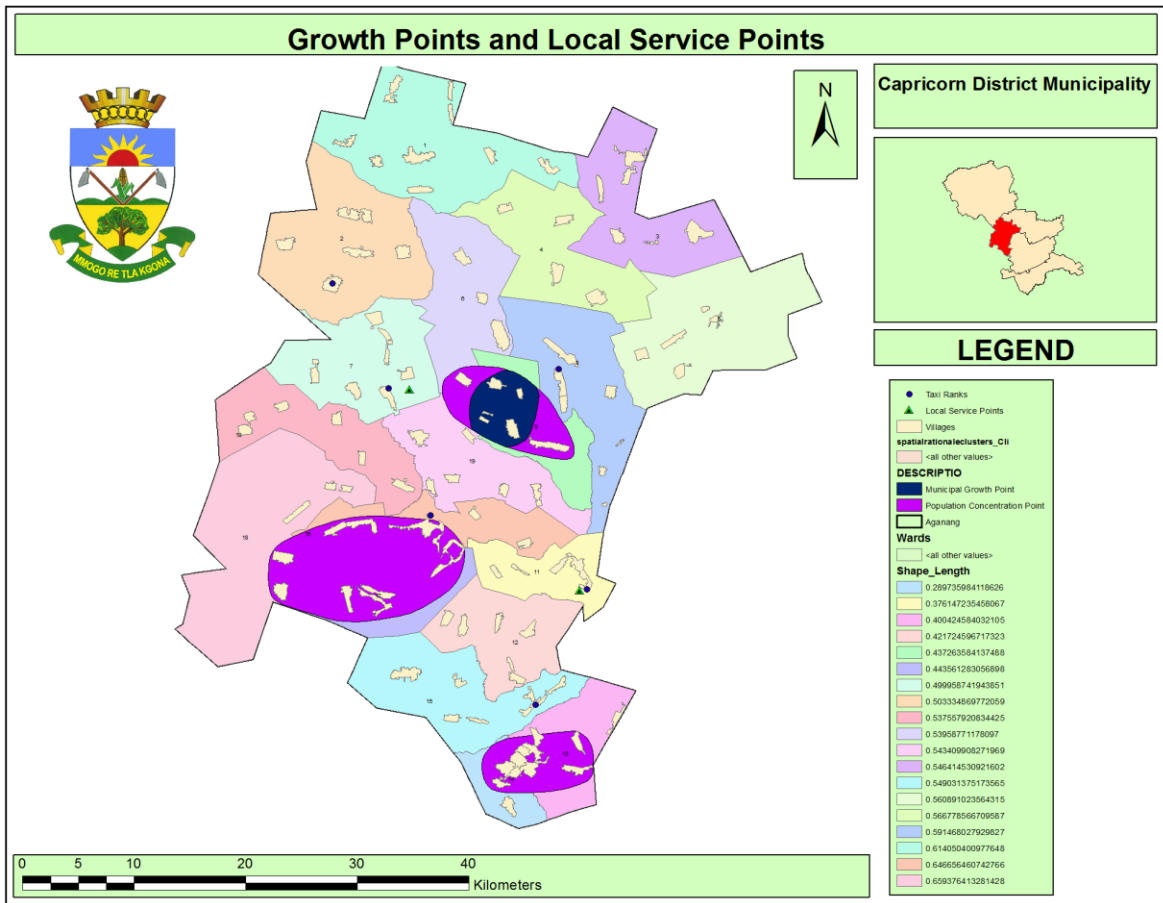 Growth Points and Local Service Points
MMOGO RE TLA KGONA
N
Capricorn District Municipality
LEGEND
Taxi Ranks
Local Service Points
Villages
spatialrationaleclusters_Cli
<all other values>
DESCRIPTIO
Municipal Growth Point
Population Concentration Point
Aganang
Wards
<all other values>
Shape_Length
0.289735984118626
0.376147235458067
0.400424584032105
0.421724596717323
0.437263584137488
0.443561283056898
0.499958741943851
0.503334869772059
0.537557920834425
0.53958771178097
0.543409908271969
0.546414530921602
0.549031375173565
0.560891023564315
0.566778566709587
0.591468027929827
0.614050400977648
0.646656460742766
0.659376413281428
1
2
3
4
6
7
19
18
11
12
15
0 5 10 20 30 40
Kilometers